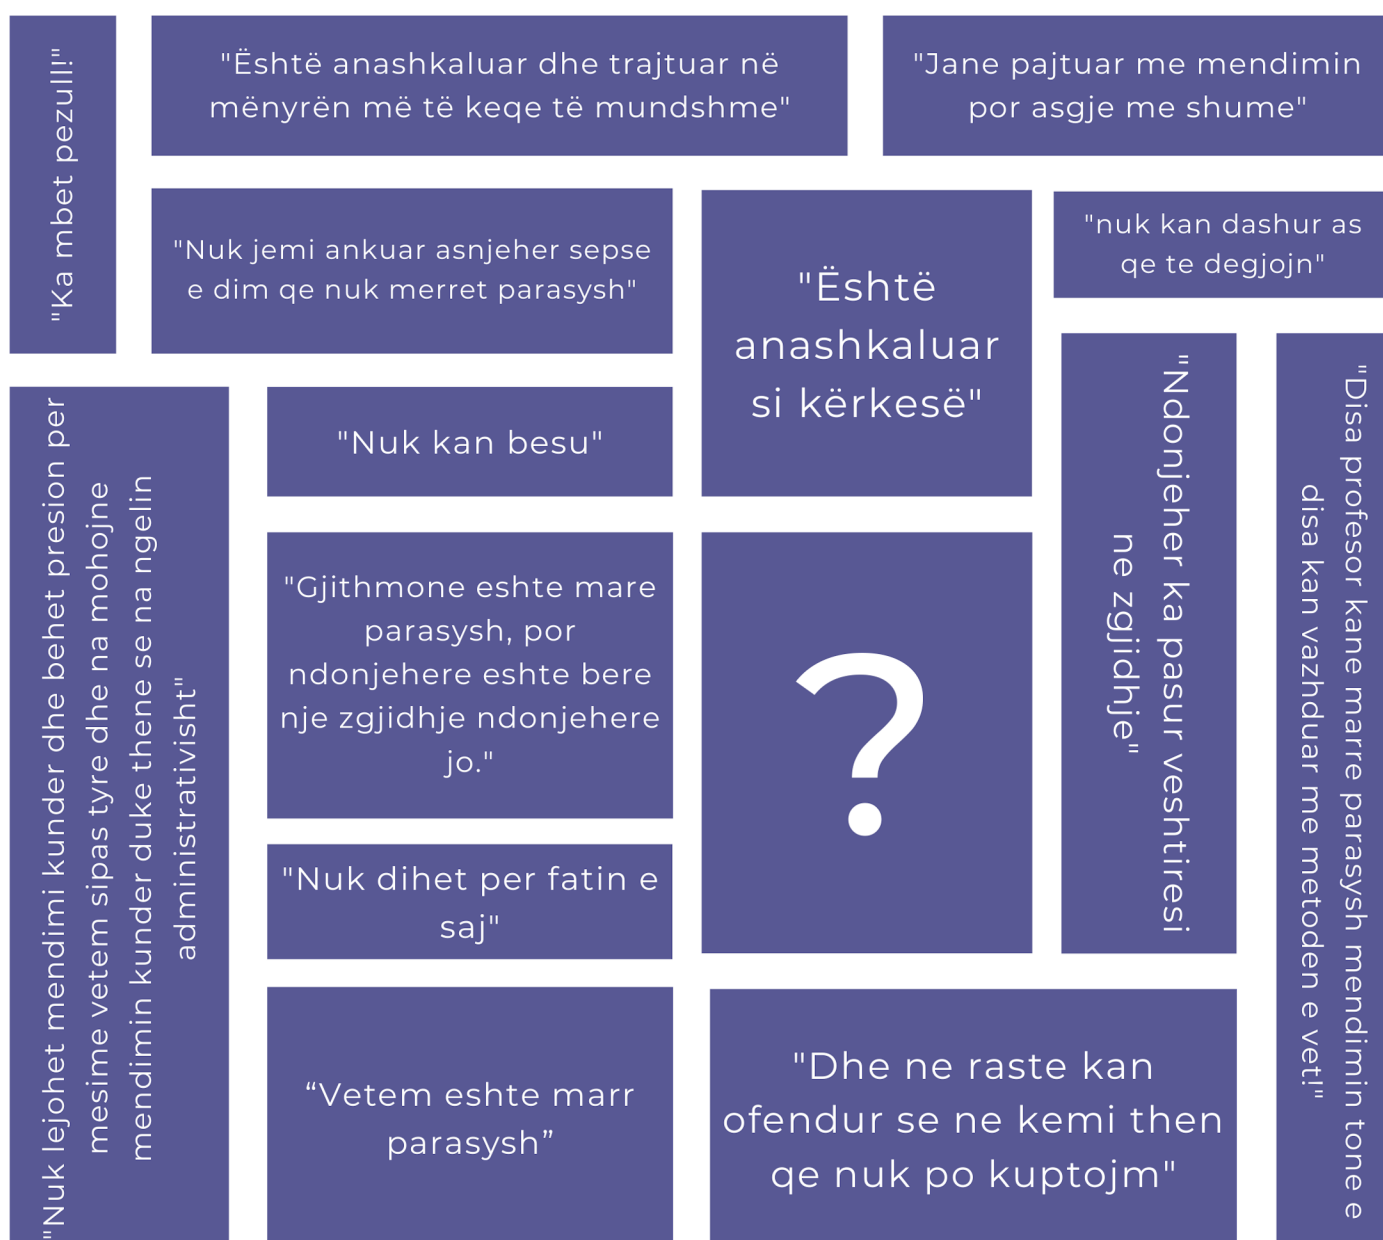 "Ka mbet pezull!"
"Është anashkaluar dhe trajtuar në
mënyrën më të keqe të mundshme"
"Jane pajtuar me mendimin
por asgje me shume"
"Nuk jemi ankuar asnjeher sepse
e dim qe nuk merret parasysh"
"Është
anashkaluar
si kërkesë"
"nuk kan dashur as
qe te degjojn"
"Nuk lejohet mendimi kunder dhe behet presion per
mesime vetem sipas tyre dhe na mohojne
mendimin kunder duke thene se na ngelin
administrativisht"
"Nuk kan besu"
"Gjithmone eshte mare
parasysh, por
ndonjehere eshte bere
nje zgjidhje ndonjehere
jo."
?
"Ndonjeher ka pasur veshtiresi
ne zgjidhje"
"Disa profesor kane marre parasysh mendimin tone e
disa kan vazhduar me metoden e vet!"
"Nuk dihet per fatin e
saj"
“Vetem eshte marr
parasysh”
"Dhe ne raste kan
ofendur se ne kemi then
qe nuk po kuptojm"